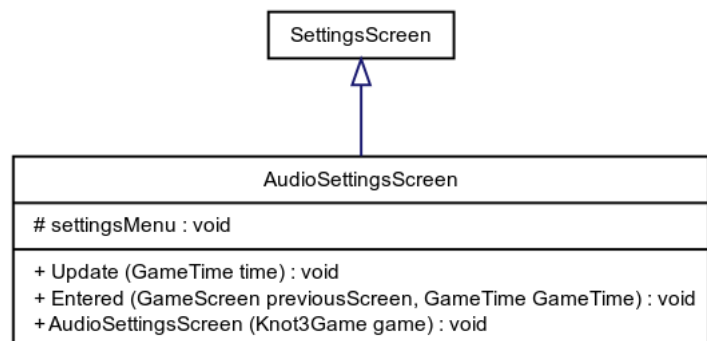 SettingsScreen
AudioSettingsScreen
# settingsMenu : void
+ Update (GameTime time) : void
+ Entered (GameScreen previousScreen, GameTime GameTime) : void
+AudioSettingsScreen (Knot3Game game) : void